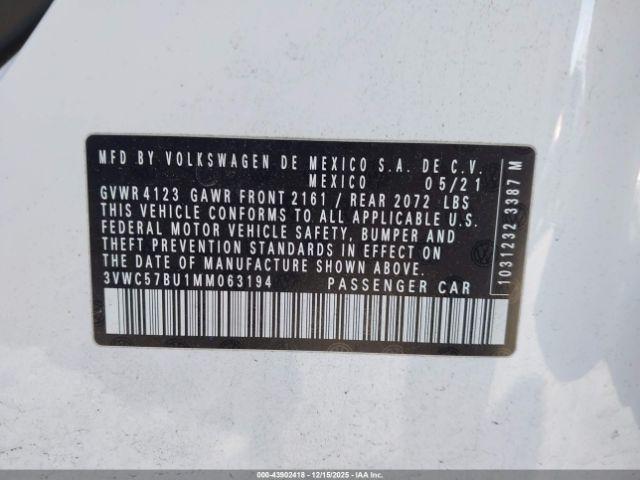 MFD BY VOLKSWAGEN DE MEXICO S.A. DE C.V.
MEXICO 05/21
GVWR 4123 GAWR FRONT 2161 / REAR 2072 LBS
THIS VEHICLE CONFORMS TO ALL APPLICABLE U.S.
FEDERAL MOTOR VEHICLE SAFETY, BUMPER AND
THEFT PREVENTION STANDARDS IN EFFECT ON
THE DATE OF MANUFACTURE SHOWN ABOVE.
3VWC57BU1MM063194 PASSENGER CAR
1031232 3387 M
000-43902418 - 12/15/2025 - IAAI.CA